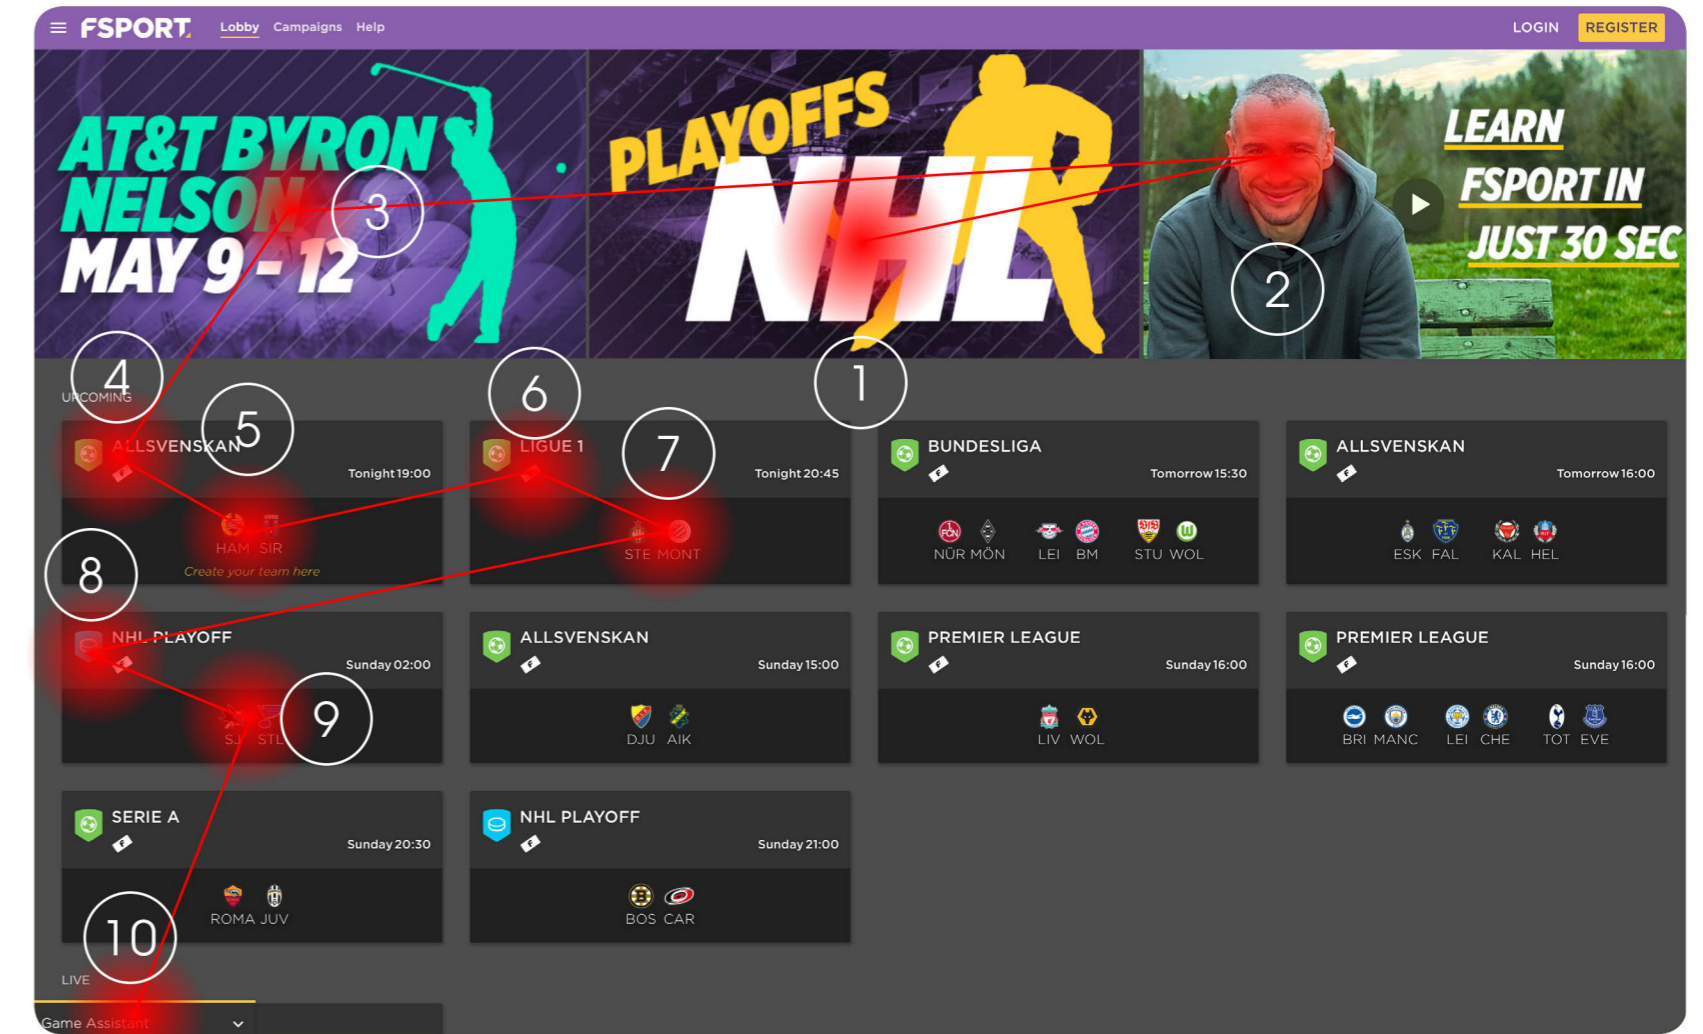 FSPORT Lobby Campaigns Help LOGIN REGISTER
AT&T BYRON
NELSON
MAY 9 - 12
3
PLAYOFFS
NHL
1
LEARN
FSPORT IN
JUST 30 SEC
2
UPCOMING
4
5
6
7
ALLSVENSKAN
Tonight 19:00
HAM SIR
Create your team here
LIGUE 1
Tonight 20:45
STE MONT
BUNDESLIGA
Tomorrow 15:30
NÜR MÖN LEI BM STU WOL
ALLSVENSKAN
Tomorrow 16:00
ESK FAL KAL HEL
8
NHL PLAYOFF
Sunday 02:00
SJ STL
9
ALLSVENSKAN
Sunday 15:00
DJU AIK
PREMIER LEAGUE
Sunday 16:00
LIV WOL
PREMIER LEAGUE
Sunday 16:00
BRI MANC LEI CHE TOT EVE
SERIE A
Sunday 20:30
ROMA JUV
NHL PLAYOFF
Sunday 21:00
BOS CAR
10
LIVE
Game Assistant